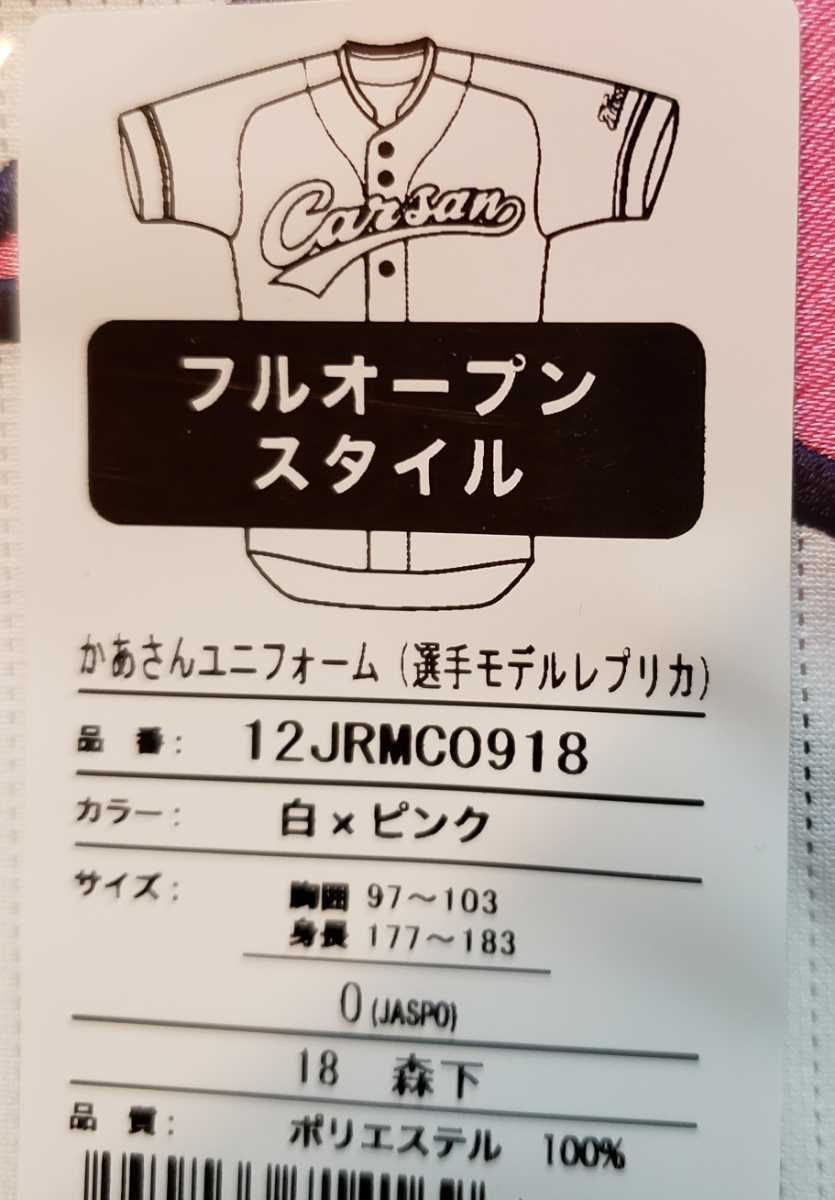 Carsan
フルオープン
スタイル
かあさんユニフォーム(選手モデルレプリカ)
品 番: 12JRMC0918
カラー: 白×ピンク
サイズ: 胸囲 97～103
身長 177～183
O(JASPO)
18 森下
品 質: ポリエステル 100%